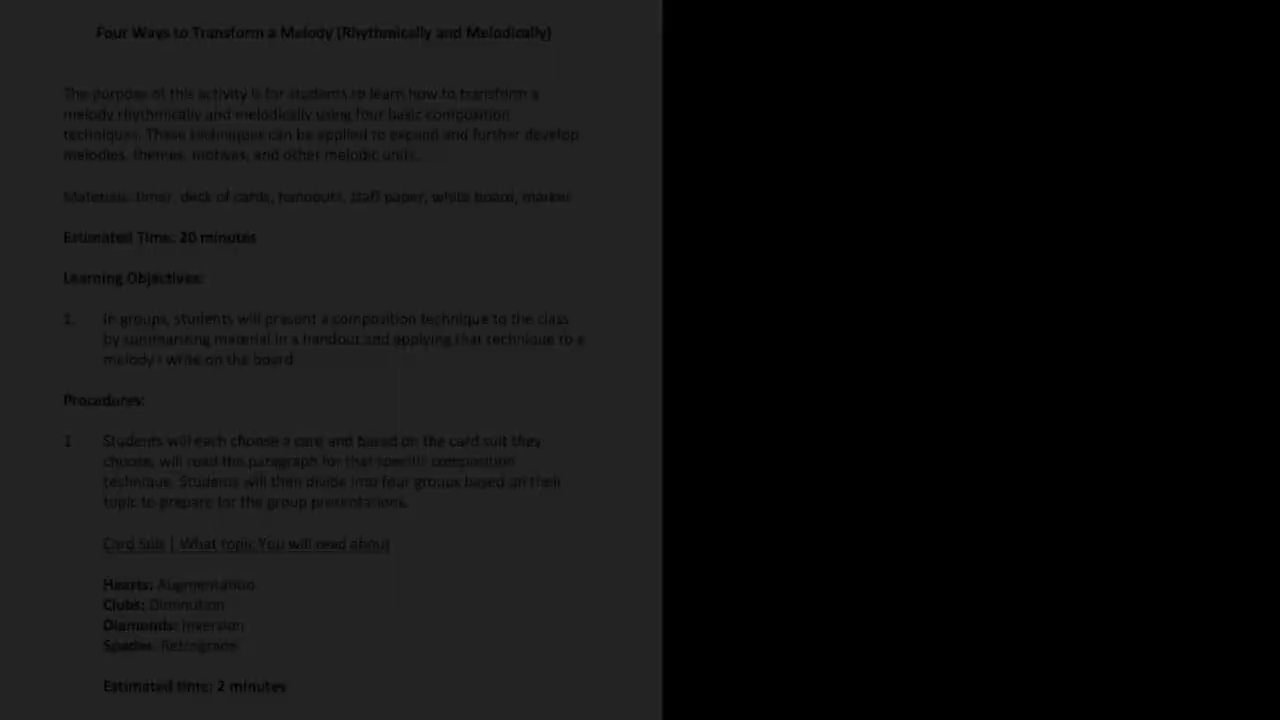 Four Ways to Transform a Melody (Rhythmically and Melodically)
The purpose of this activity is for students to learn how to transform a
melody rhythmically and melodically using four basic composition
techniques. These techniques can be applied to expand and further develop
melodies, themes, motives, and other melodic units.
Materials: timer, deck of cards, handouts, staff paper, white board, marker
Estimated Time: 20 minutes
Learning Objectives:
1. In groups, students will present a composition technique to the class
by summarizing material in a handout and applying that technique to a
melody I write on the board
Procedures:
1 Students will each choose a card and based on the card suit they
choose, will read the paragraph for that specific composition
technique. Students will then divide into four groups based on their
topic to prepare for the group presentations.
Card Suit | What topic You will read about
Hearts: Augmentation
Clubs: Diminution
Diamonds: Inversion
Spades: Retrograde
Estimated time: 2 minutes